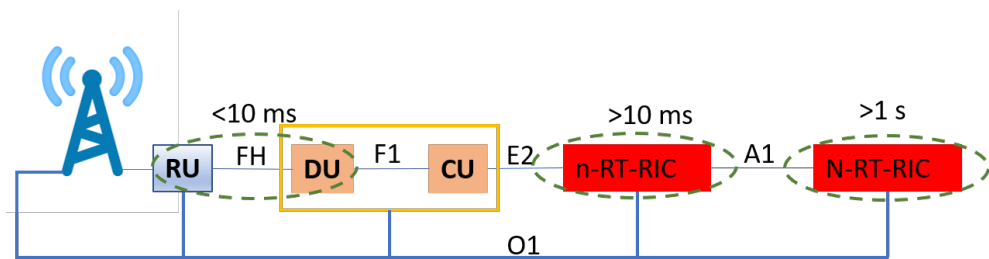 <10 ms
>10 ms
>1 s
RU
FH
DU
F1
CU
E2
n-RT-RIC
A1
N-RT-RIC
O1